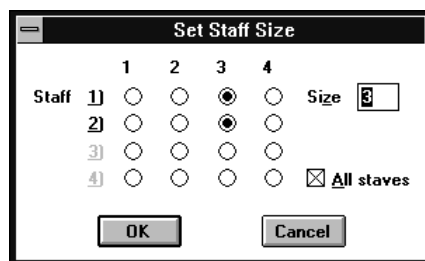 Set Staff Size
1 2 3 4
Staff 1) Size 3
2)
3)
4) All staves
OK Cancel